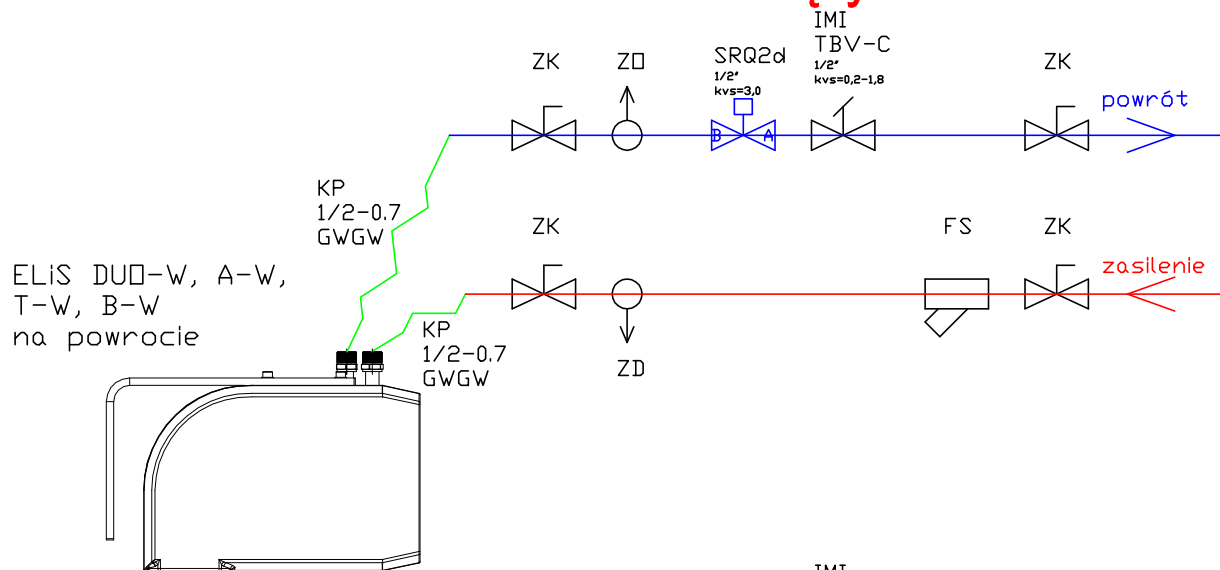 IMI
TBV-C
1/2"
kvs=0,2-1,8
ZK
ZO
SRQ2d
1/2"
kvs=3,0
ZK
powrót
B A
KP
1/2-0.7
GWGW
ZK
FS
ZK
zasilenie
ELiS DUO-W, A-W,
T-W, B-W
na powrocie
KP
1/2-0.7
GWGW
ZD